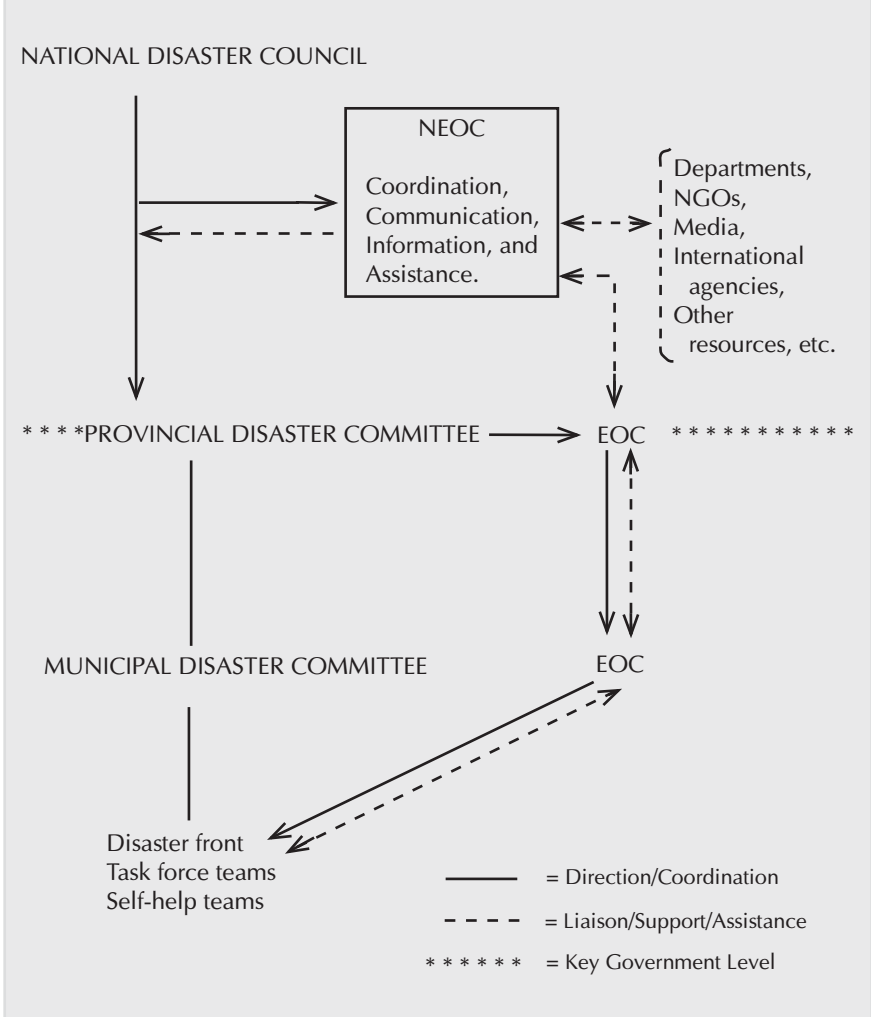 NATIONAL DISASTER COUNCIL
NEOC
Coordination,
Communication,
Information, and
Assistance.
Departments,
NGOs,
Media,
International
agencies,
Other
resources, etc.
* * * *PROVINCIAL DISASTER COMMITTEE EOC * * * * * * * * * * *
MUNICIPAL DISASTER COMMITTEE EOC
Disaster front
Task force teams
Self-help teams
= Direction/Coordination
= Liaison/Support/Assistance
* * * * * * = Key Government Level